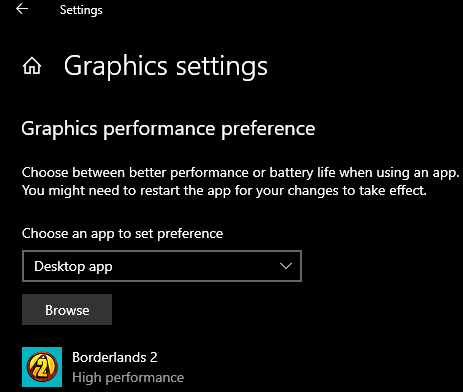 Settings
Graphics settings
Graphics performance preference
Choose between better performance or battery life when using an app.
You might need to restart the app for your changes to take effect.
Choose an app to set preference
Desktop app
Browse
2
Borderlands 2
High performance